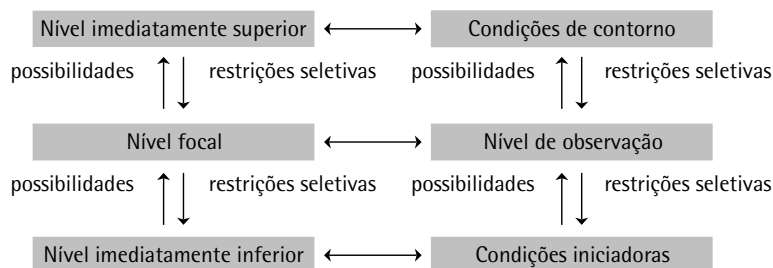 Nível imediatamente superior Condições de contorno
possibilidades restrições seletivas possibilidades restrições seletivas
Nível focal Nível de observação
possibilidades restrições seletivas possibilidades restrições seletivas
Nível imediatamente inferior Condições iniciadoras